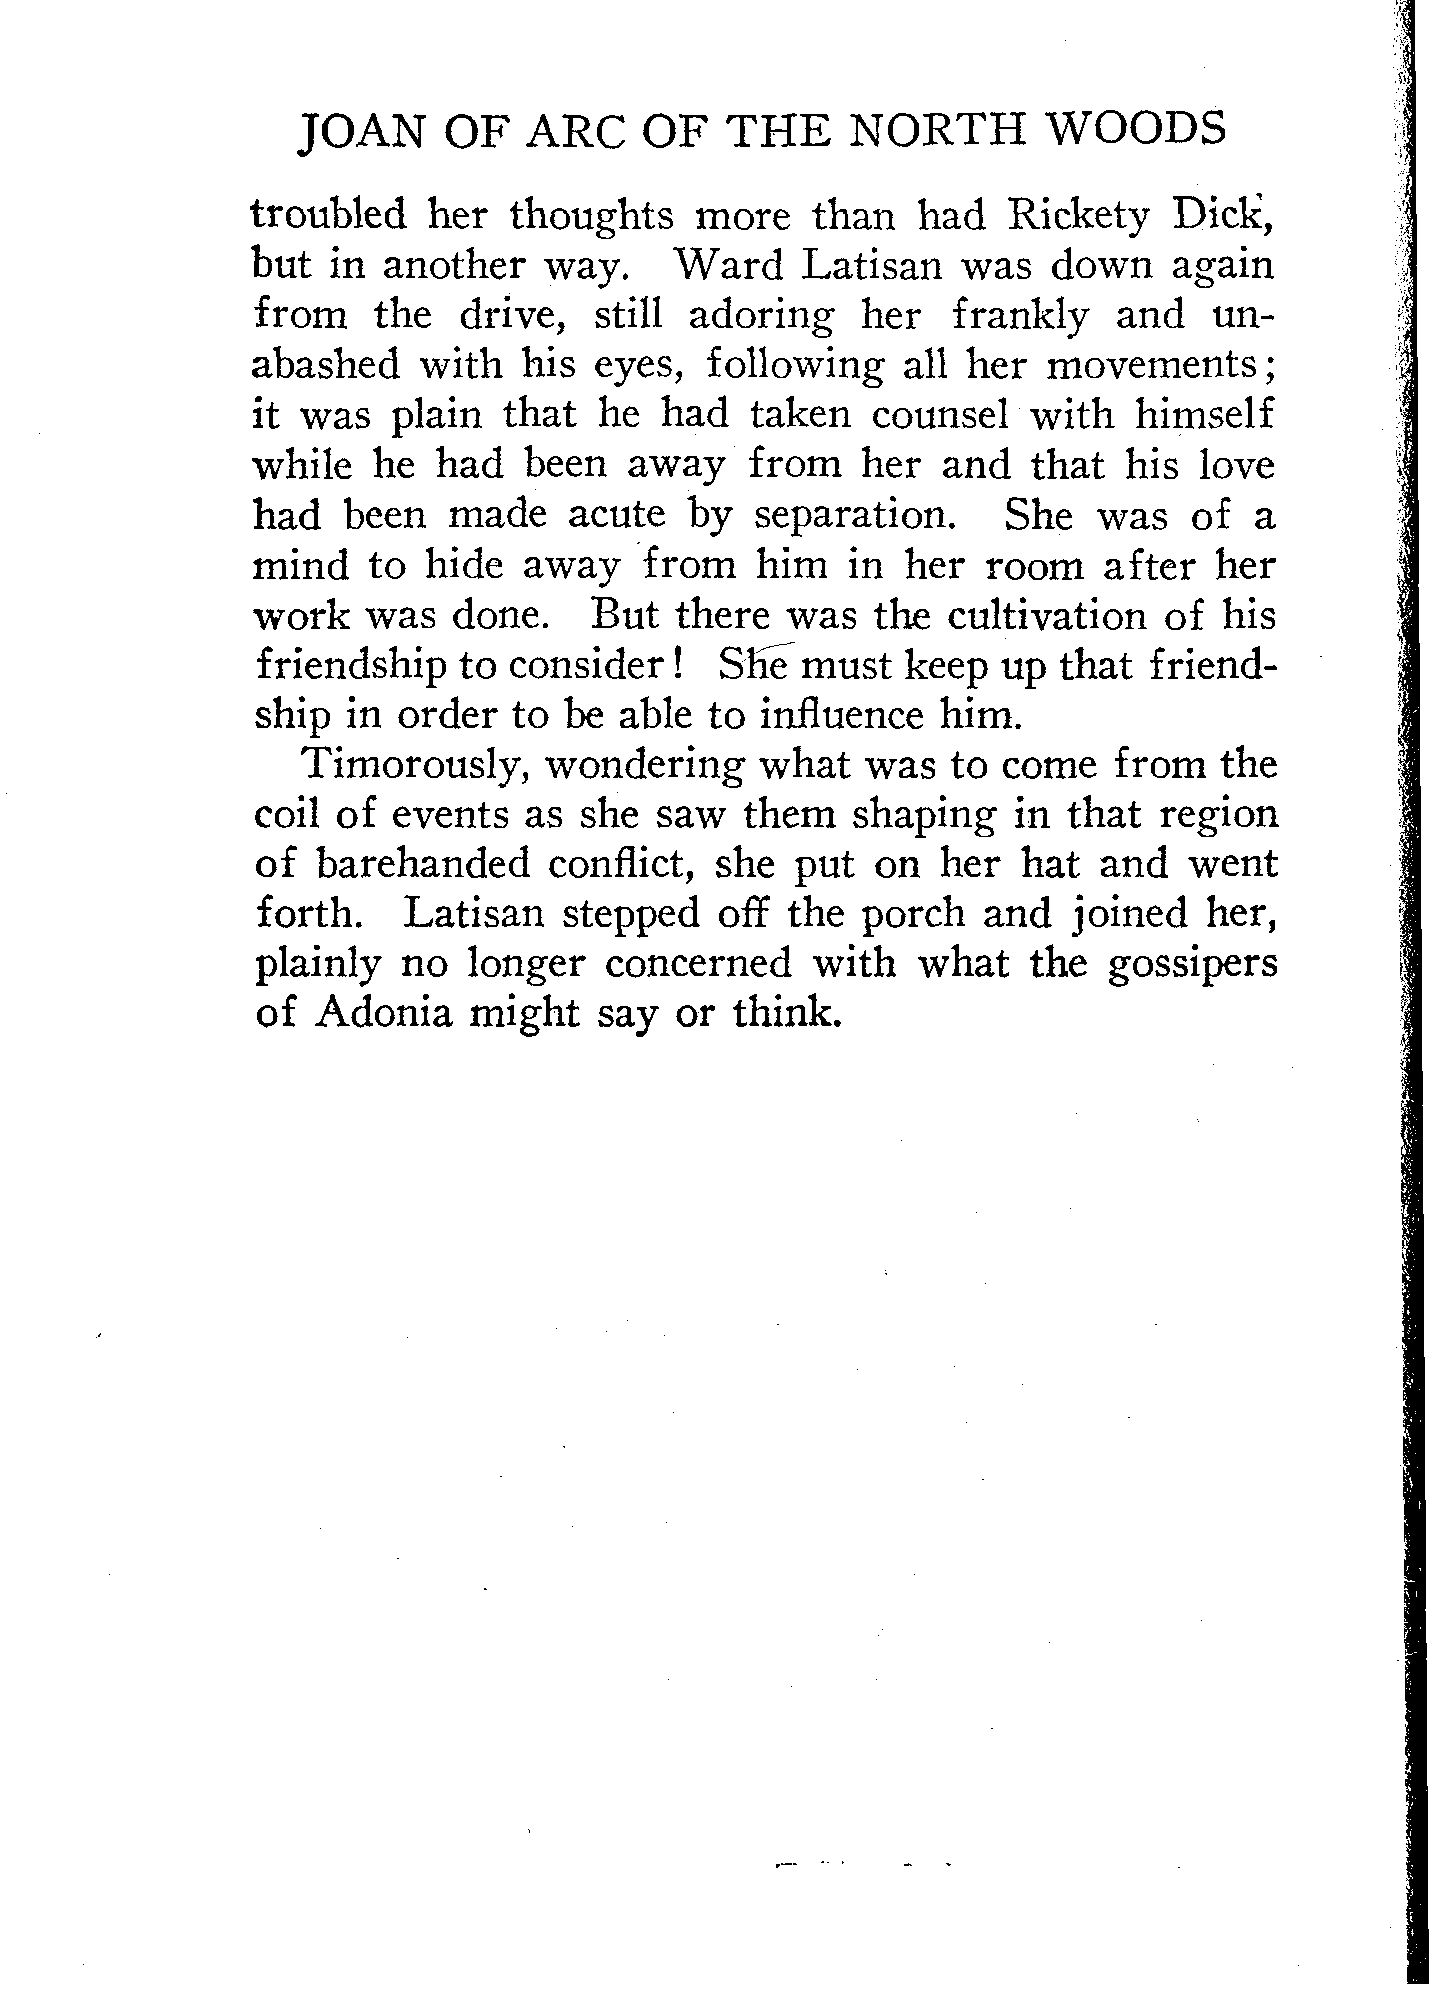 JOAN OF ARC OF THE NORTH WOODS
troubled her thoughts more than had Rickety Dick,
but in another way. Ward Latisan was down again
from the drive, still adoring her frankly and un-
abashed with his eyes, following all her movements;
it was plain that he had taken counsel with himself
while he had been away from her and that his love
had been made acute by separation. She was of a
mind to hide away from him in her room after her
work was done. But there was the cultivation of his
friendship to consider! She must keep up that friend-
ship in order to be able to influence him.
Timorously, wondering what was to come from the
coil of events as she saw them shaping in that region
of barehanded conflict, she put on her hat and went
forth. Latisan stepped off the porch and joined her,
plainly no longer concerned with what the gossipers
of Adonia might say or think.